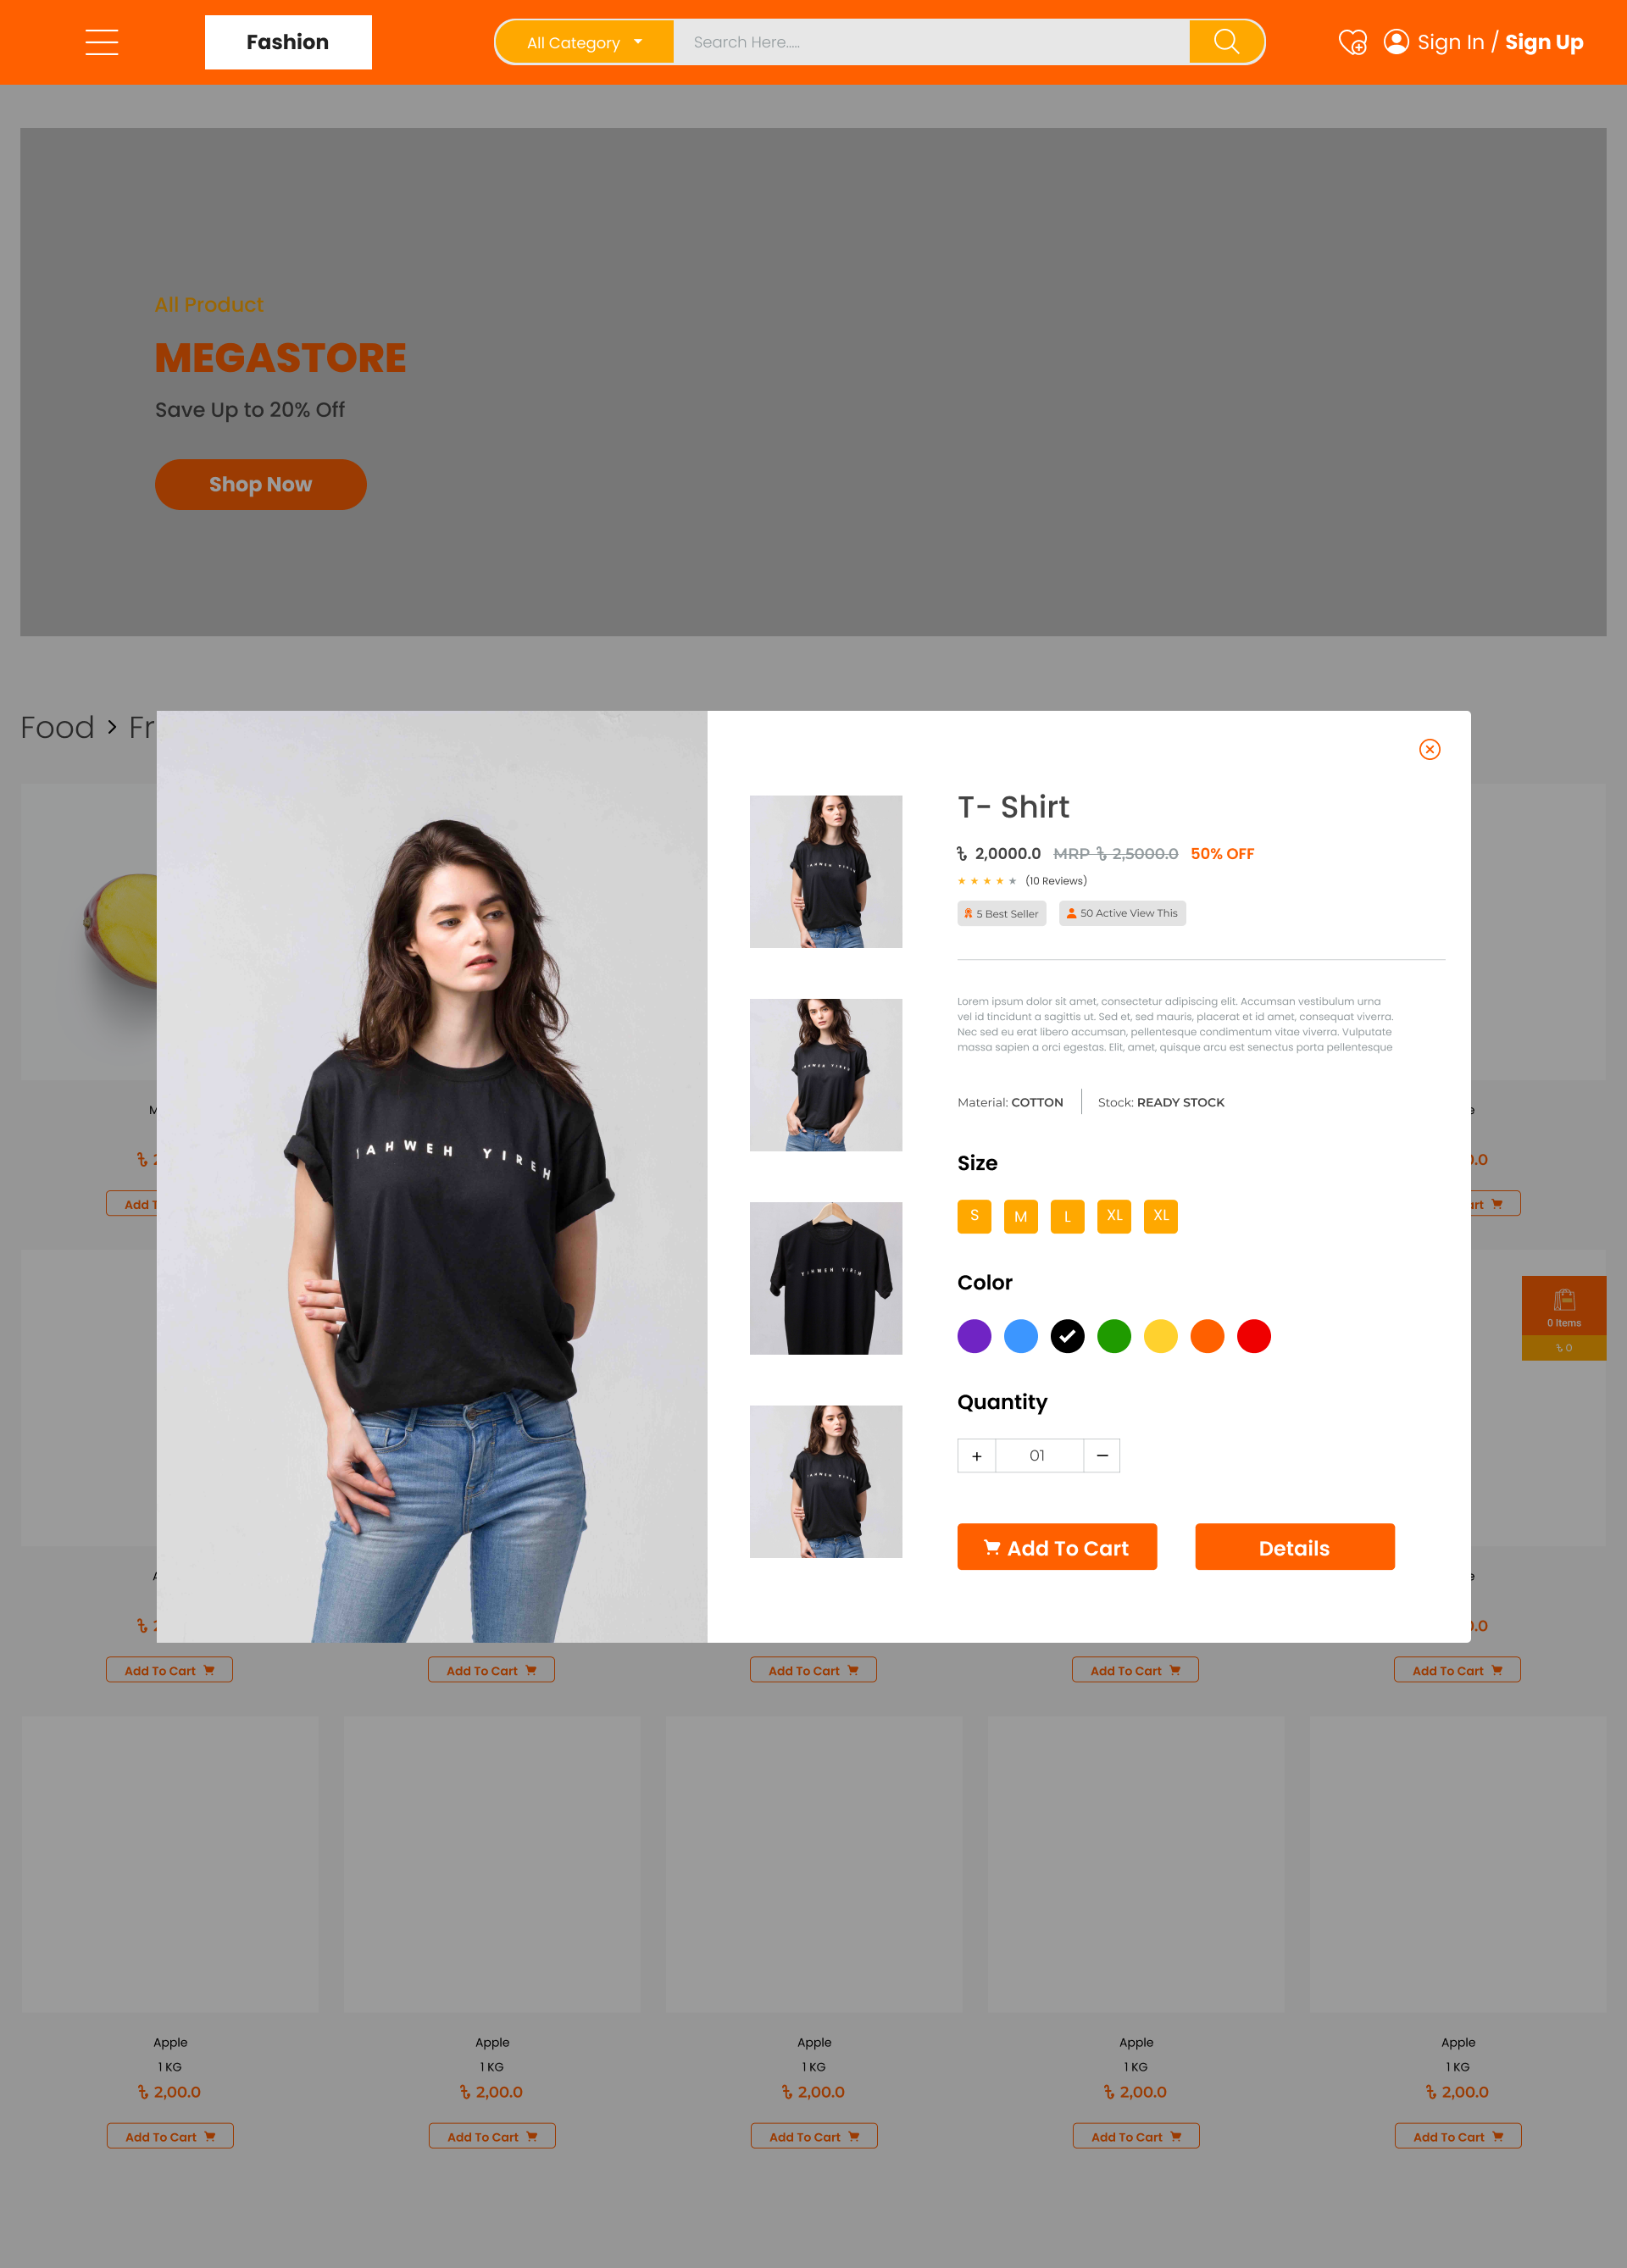 Fashion
All Category
Search Here.....
Sign In / Sign Up
All Product
MEGASTORE
Save Up to 20% Off
Shop Now
Food > Fr
T- Shirt
৳ 2,0000.0 MRP ৳ 2,5000.0 50% OFF
(10 Reviews)
5 Best Seller
50 Active View This
Lorem ipsum dolor sit amet, consectetur adipiscing elit. Accumsan vestibulum urna
vel id tincidunt a sagittis ut. Sed et, sed mauris, placerat et id amet, consequat viverra.
Nec sed eu erat libero accumsan, pellentesque condimentum vitae viverra. Vulputate
massa sapien a orci egestas. Elit, amet, quisque arcu est senectus porta pellentesque
Material: COTTON
Stock: READY STOCK
Size
S M L XL XL
Color
Quantity
+ 01 −
Add To Cart
Details
JAHWEH YIREH
0 Items
৳ 0
Add To Cart Add To Cart Add To Cart Add To Cart Add To Cart
Apple Apple Apple Apple Apple
1 KG 1 KG 1 KG 1 KG 1 KG
৳ 2,00.0 ৳ 2,00.0 ৳ 2,00.0 ৳ 2,00.0 ৳ 2,00.0
Add To Cart Add To Cart Add To Cart Add To Cart Add To Cart